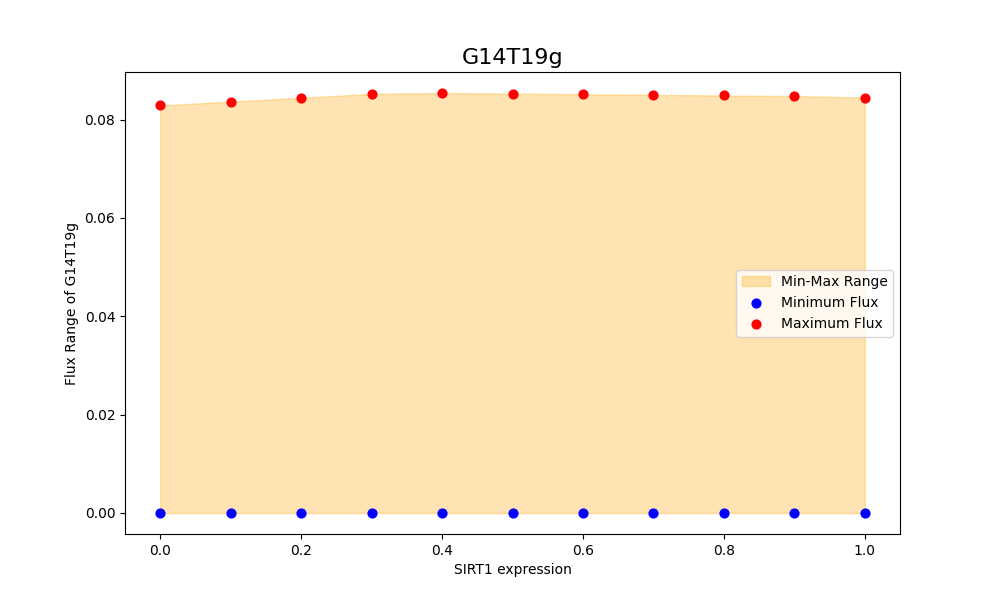 G14T19g
Flux Range of G14T19g
0.08
0.06
0.04
0.02
0.00
Min-Max Range
Minimum Flux
Maximum Flux
0.0 0.2 0.4 0.6 0.8 1.0
SIRT1 expression